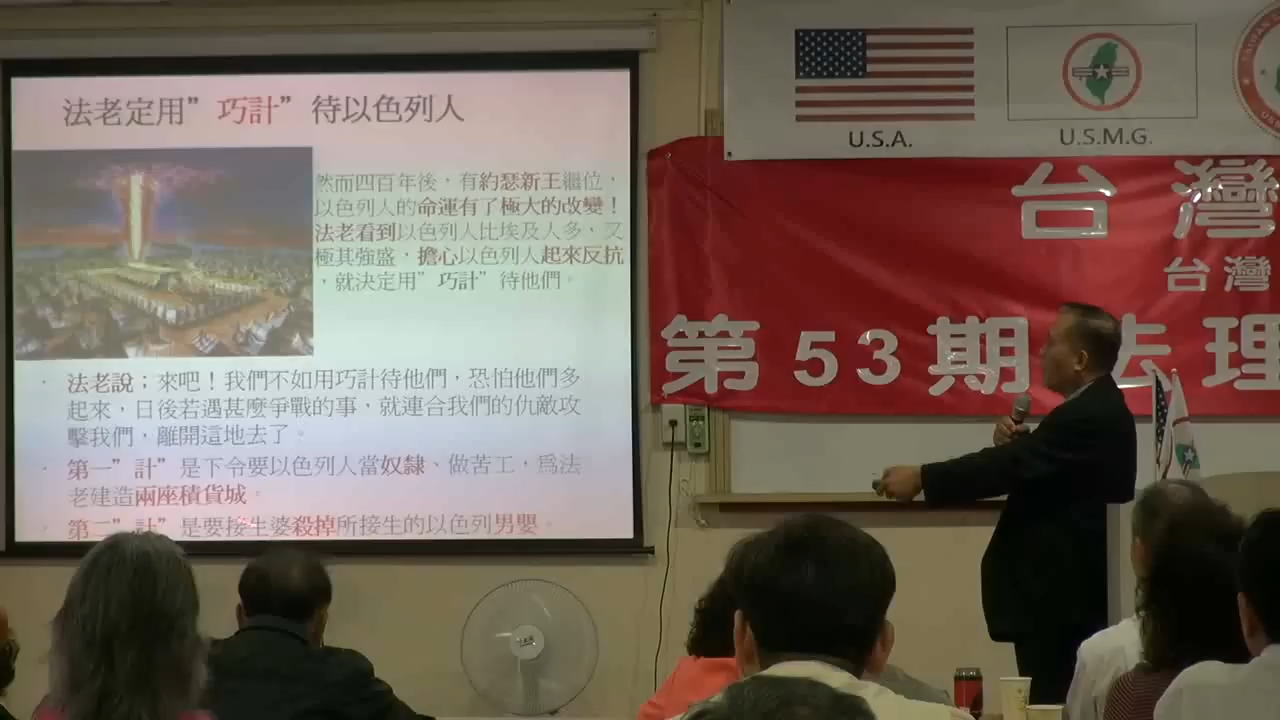 法老定用”巧計”待以色列人
然而四百年後，有約瑟新王繼位，
以色列人的命運有了極大的改變！
法老看到以色列人比埃及人多、又
極其強盛，擔心以色列人起來反抗
，就決定用”巧計”待他們。
法老說；來吧！我們不如用巧計待他們，恐怕他們多
起來，日後若遇甚麼爭戰的事，就連合我們的仇敵攻
擊我們，離開這地去了。
第一”計”是下令要以色列人當奴隸、做苦工，為法
老建造兩座積貨城。
第二”計”是要接生婆殺掉所接生的以色列男嬰。
U.S.A.
U.S.M.G.
台灣
台灣
第53期法理